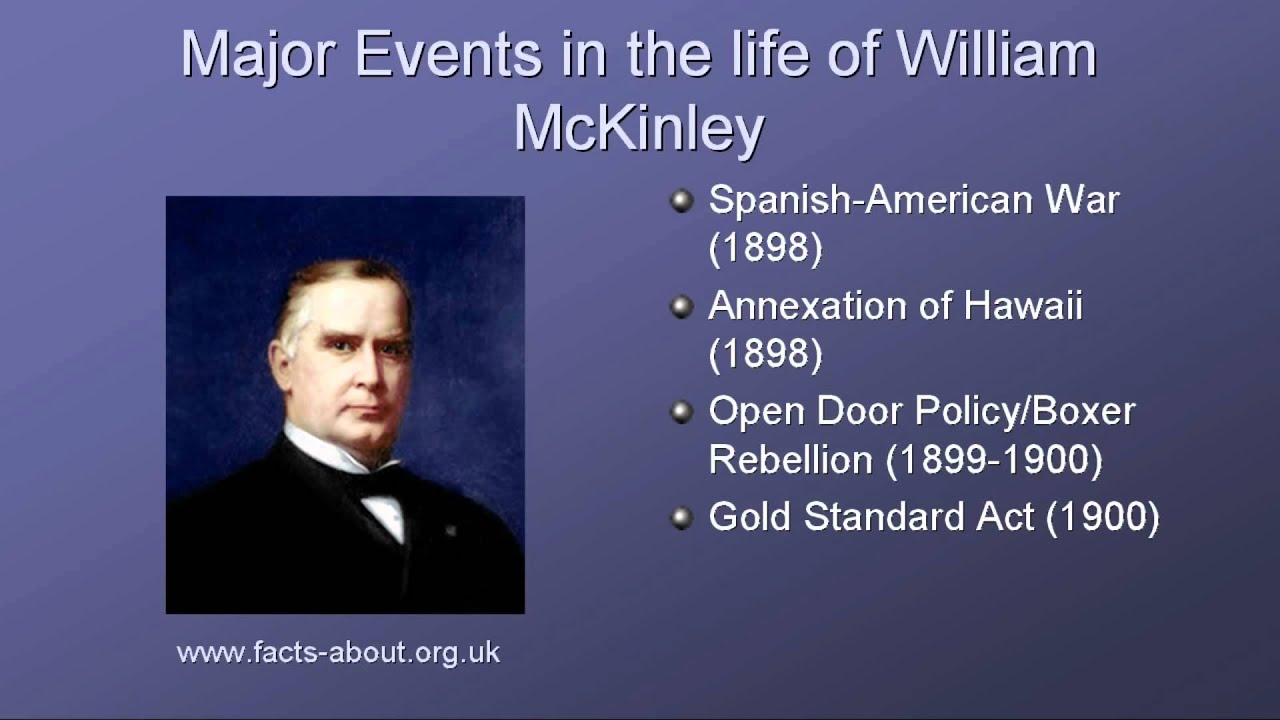 Major Events in the life of William
McKinley
Spanish-American War
(1898)
Annexation of Hawaii
(1898)
Open Door Policy/Boxer
Rebellion (1899-1900)
Gold Standard Act (1900)
www.facts-about.org.uk